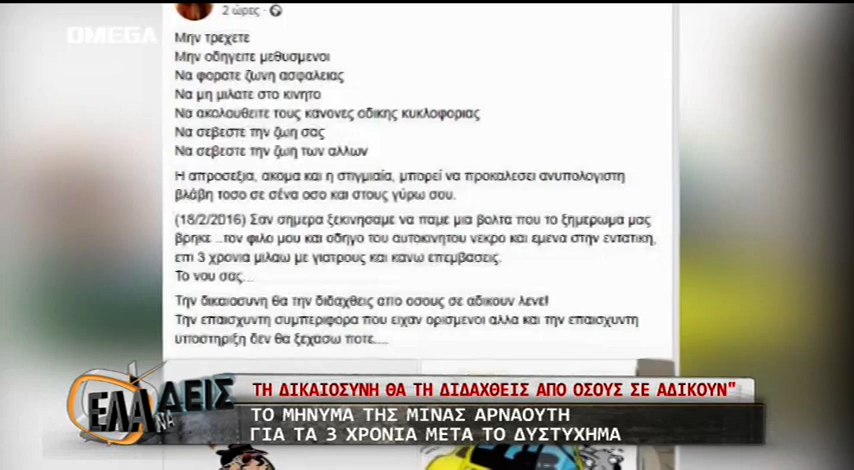 2 ώρες ·
OMEGA
Μην τρεχετε
Μην οδηγειτε μεθυσμενοι
Να φορατε ζωνη ασφαλειας
Να μη μιλατε στο κινητο
Να ακολουθειτε τους κανονες οδικης κυκλοφοριας
Να σεβεστε την ζωη σας
Να σεβεστε την ζωη των αλλων
Η απροσεξια, ακομα και η στιγμιαία, μπορεί να προκαλεσει ανυπολογιστη
βλάβη τοσο σε σένα οσο και στους γύρω σου.
(18/2/2016) Σαν σημερα ξεκινησαμε να παμε μια βολτα που το ξημερωμα μας
βρηκε ..τον φιλο μου και οδηγο του αυτοκινητου νεκρο και εμενα στην εντατικη,
επι 3 χρονια μιλαω με γιατρους και κανω επεμβασεις.
Το νου σας...
Την δικαιοσυνη θα την διδαχθεις απο οσους σε αδικουν λενε!
Την επαισχυντη συμπεριφορα που ειχαν ορισμενοι αλλα και την επαισχυντη
υποστηριξη δεν θα ξεχασω ποτε....
ΕΛΑ ΝΑ ΔΕΙΣ
ΤΗ ΔΙΚΑΙΟΣΥΝΗ ΘΑ ΤΗ ΔΙΔΑΧΘΕΙΣ ΑΠΟ ΟΣΟΥΣ ΣΕ ΑΔΙΚΟΥΝ"
ΤΟ ΜΗΝΥΜΑ ΤΗΣ ΜΙΝΑΣ ΑΡΝΑΟΥΤΗ
ΓΙΑ ΤΑ 3 ΧΡΟΝΙΑ ΜΕΤΑ ΤΟ ΔΥΣΤΥΧΗΜΑ